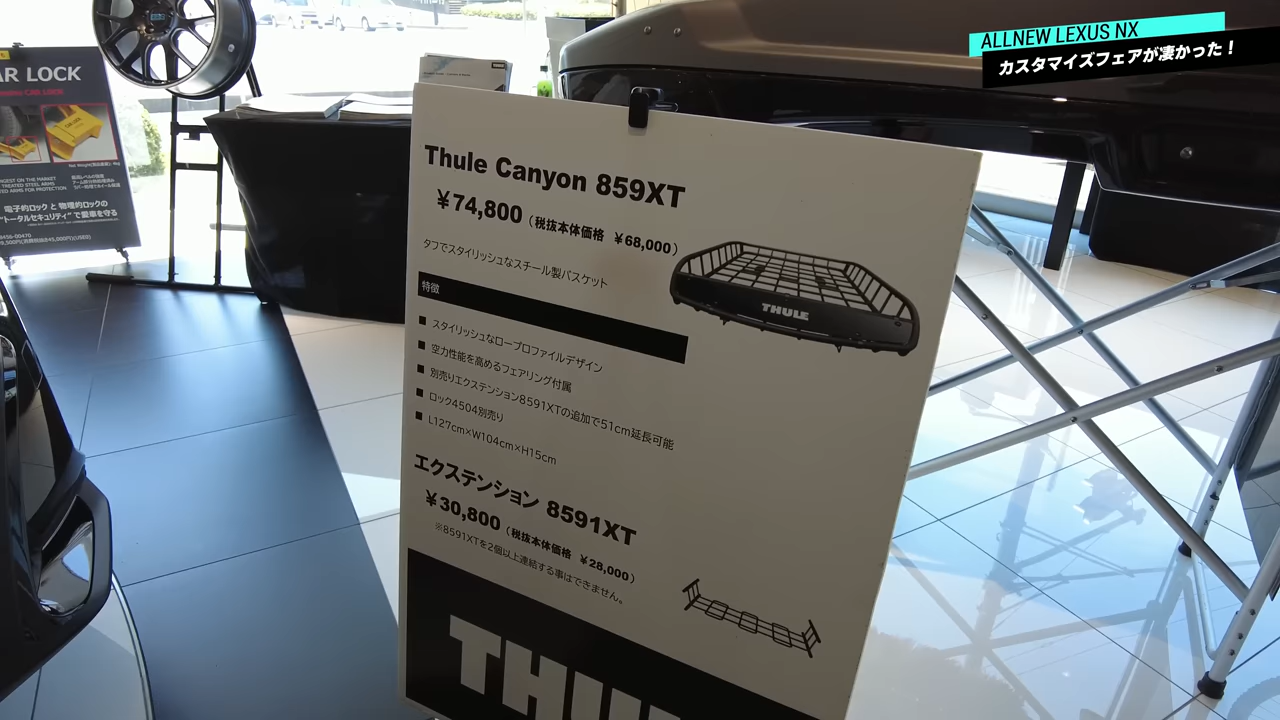 ALLNEW LEXUS NX
カスタマイズフェアが凄かった！
AR LOCK
CAR LOCK
電子的ロック と 物理的ロックの
"トータルセキュリティ" で愛車を守る
Thule Canyon 859XT
￥74,800（税抜本体価格 ￥68,000）
タフでスタイリッシュなスチール製バスケット
THULE
特徴
■ スタイリッシュなロープロファイルデザイン
■ 空力性能を高めるフェアリング付属
■ 別売りエクステンション8591XTの追加で51cm延長可能
■ ロック4504別売り
■ L127cm×W104cm×H15cm
エクステンション 8591XT
￥30,800（税抜本体価格 ￥28,000）
※8591XTを2個以上連結する事はできません。
THUL